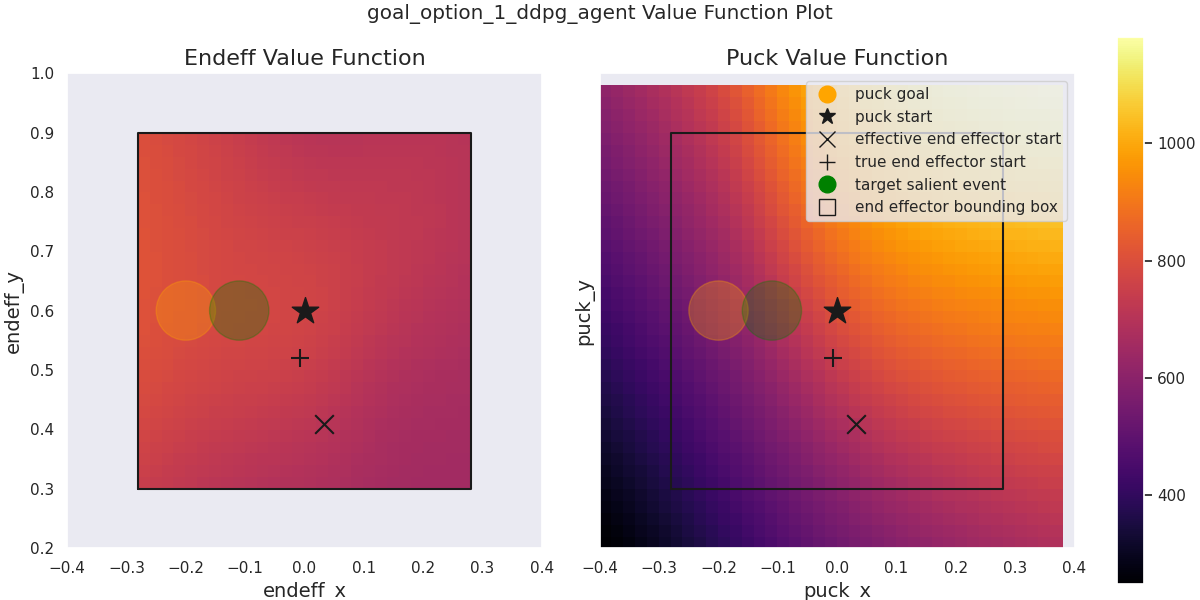 goal_option_1_ddpg_agent Value Function Plot
Endeff Value Function
1.0
0.9
0.8
0.7
0.6
0.5
0.4
0.3
0.2
endeff_y
−0.4 −0.3 −0.2 −0.1 0.0 0.1 0.2 0.3 0.4
endeff_x
Puck Value Function
puck goal
puck start
effective end effector start
true end effector start
target salient event
end effector bounding box
puck_y
−0.4 −0.3 −0.2 −0.1 0.0 0.1 0.2 0.3 0.4
puck_x
1000
800
600
400